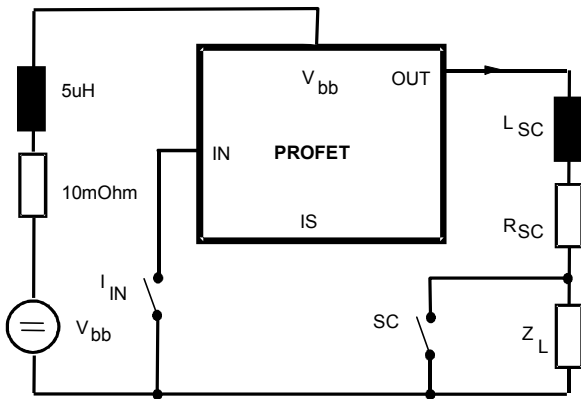 5uH
10mOhm
V bb
V bb
OUT
IN
PROFET
IS
I IN
SC
L SC
R SC
Z L